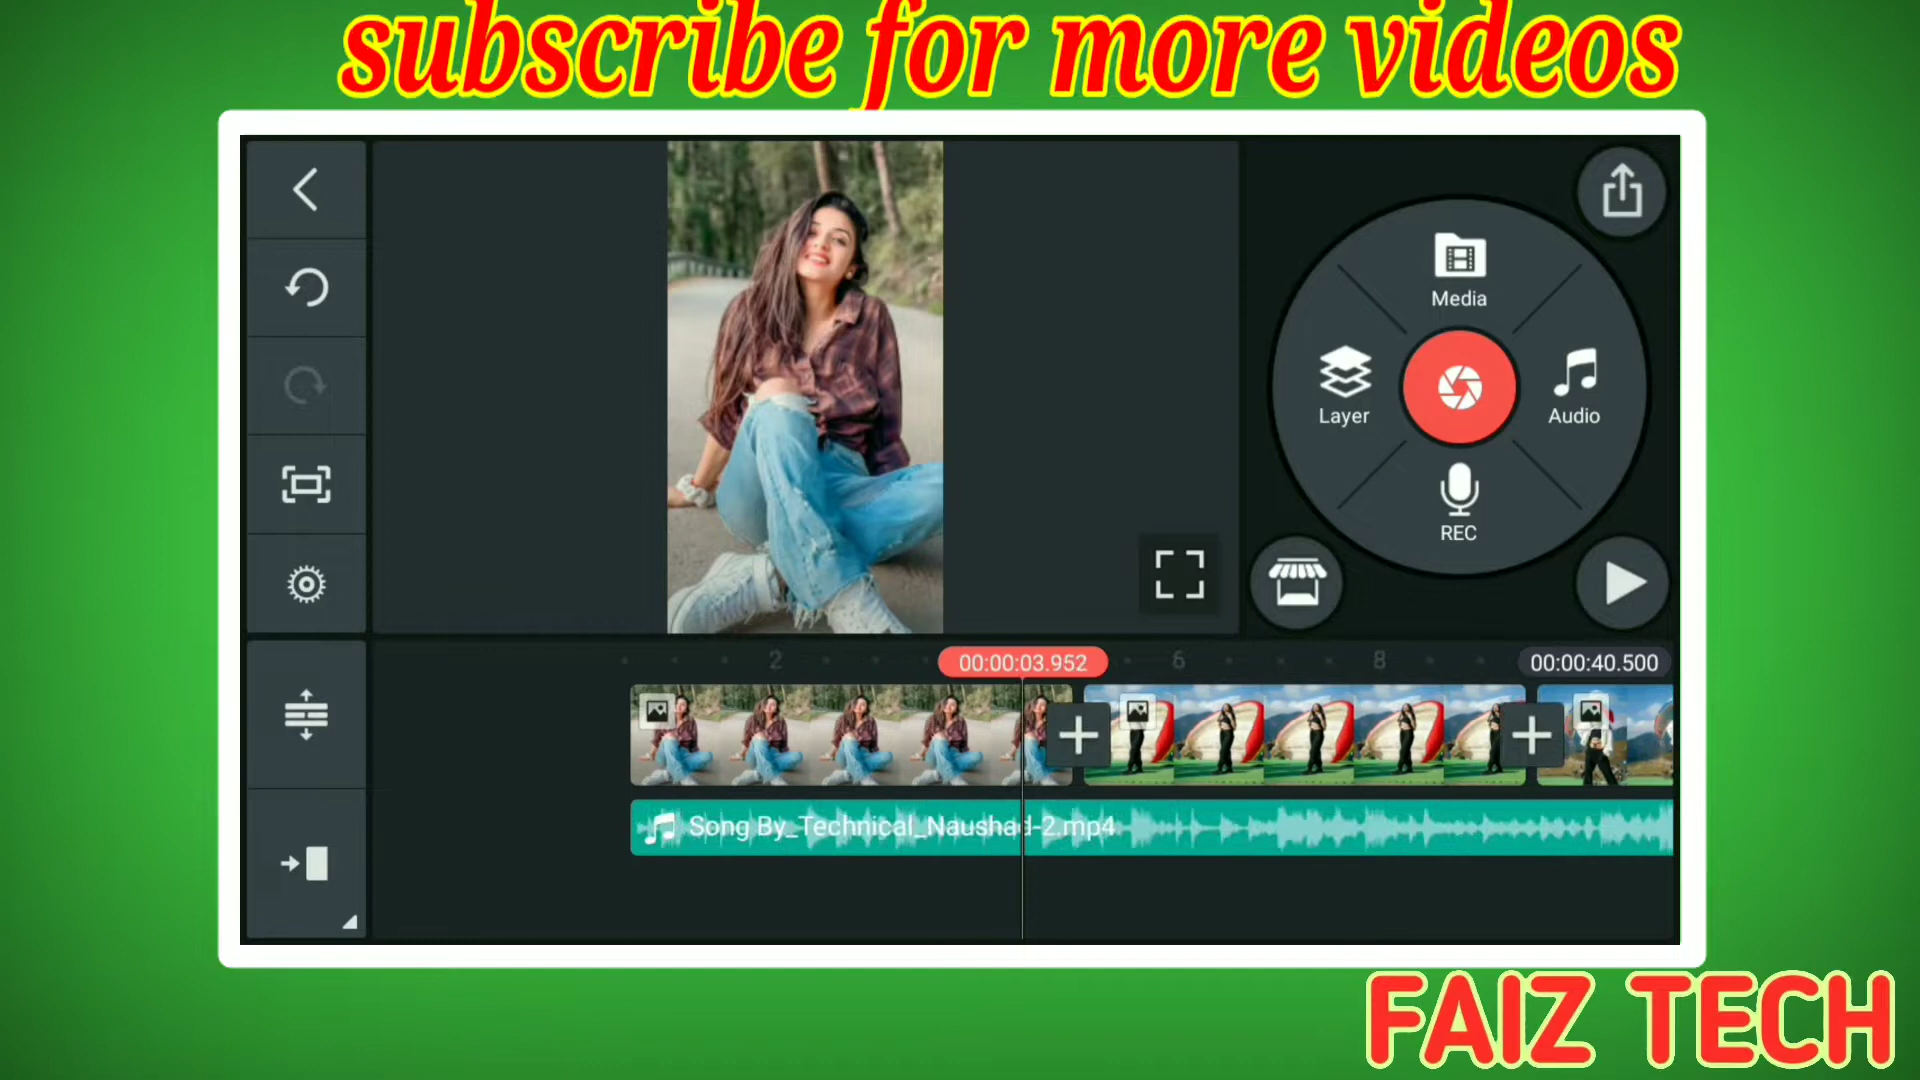 subscribe for more videos
Media
Layer
Audio
REC
2
00:00:03.952
6
8
00:00:40.500
Song By_Technical_Naushad-2.mp4
FAIZ TECH